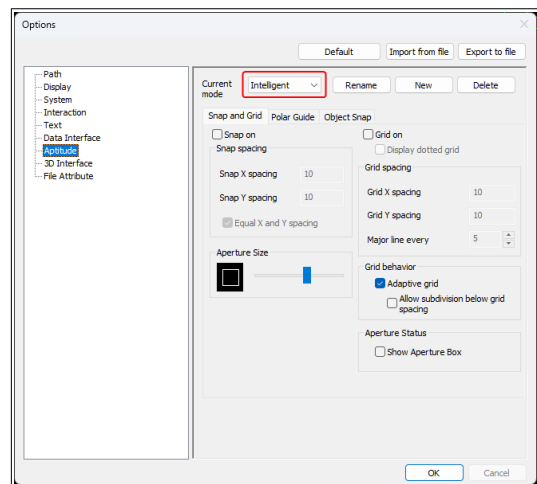 Options
Default Import from file Export to file
Path
Display
System
Interaction
Text
Data Interface
Aptitude
3D Interface
File Attribute
Current mode Intelligent Rename New Delete
Snap and Grid Polar Guide Object Snap
Snap on
Snap spacing
Snap X spacing 10
Snap Y spacing 10
Equal X and Y spacing
Aperture Size
Grid on
Display dotted grid
Grid spacing
Grid X spacing 10
Grid Y spacing 10
Major line every 5
Grid behavior
Adaptive grid
Allow subdivision below grid
spacing
Aperture Status
Show Aperture Box
OK Cancel